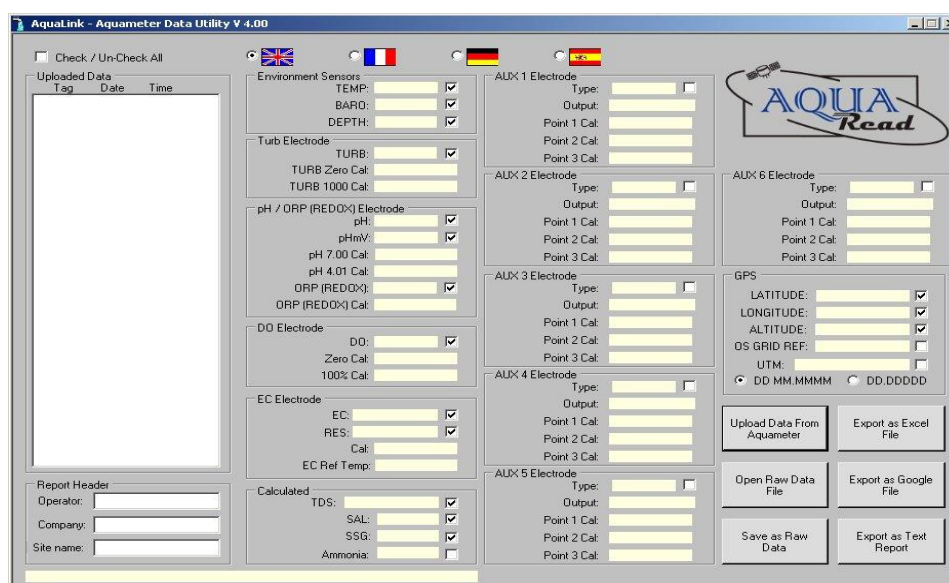 AquaLink - Aquameter Data Utility V 4.00
Check / Un-Check All
Uploaded Data
Tag Date Time
Report Header
Operator:
Company:
Site name:
Environment Sensors
TEMP:
BARO:
DEPTH:
Turb Electrode
TURB:
TURB Zero Cal:
TURB 1000 Cal:
pH / ORP (REDOX) Electrode
pH:
pHmV:
pH 7.00 Cal:
pH 4.01 Cal:
ORP (REDOX):
ORP (REDOX) Cal:
DO Electrode
DO:
Zero Cal:
100% Cal:
EC Electrode
EC:
RES:
Cal:
EC Ref Temp:
Calculated
TDS:
SAL:
SSG:
Ammonia:
AUX 1 Electrode
Type:
Output:
Point 1 Cal:
Point 2 Cal:
Point 3 Cal:
AUX 2 Electrode
Type:
Output:
Point 1 Cal:
Point 2 Cal:
Point 3 Cal:
AUX 3 Electrode
Type:
Output:
Point 1 Cal:
Point 2 Cal:
Point 3 Cal:
AUX 4 Electrode
Type:
Output:
Point 1 Cal:
Point 2 Cal:
Point 3 Cal:
AUX 5 Electrode
Type:
Output:
Point 1 Cal:
Point 2 Cal:
Point 3 Cal:
AQUA
Read
AUX 6 Electrode
Type:
Output:
Point 1 Cal:
Point 2 Cal:
Point 3 Cal:
GPS
LATITUDE:
LONGITUDE:
ALTITUDE:
OS GRID REF:
UTM:
DD MM.MMMM DD.DDDDD
Upload Data From
Aquameter
Export as Excel
File
Open Raw Data
File
Export as Google
File
Save as Raw
Data
Export as Text
Report